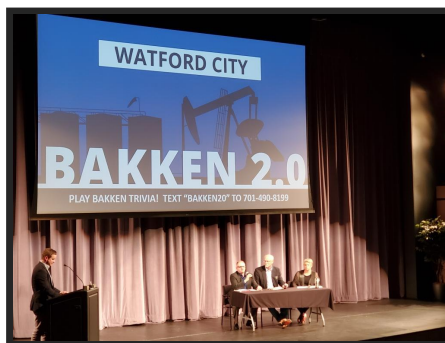 WATFORD CITY
BAKKEN 2.0
PLAY BAKKEN TRIVIA! TEXT "BAKKEN20" TO 701-490-8199